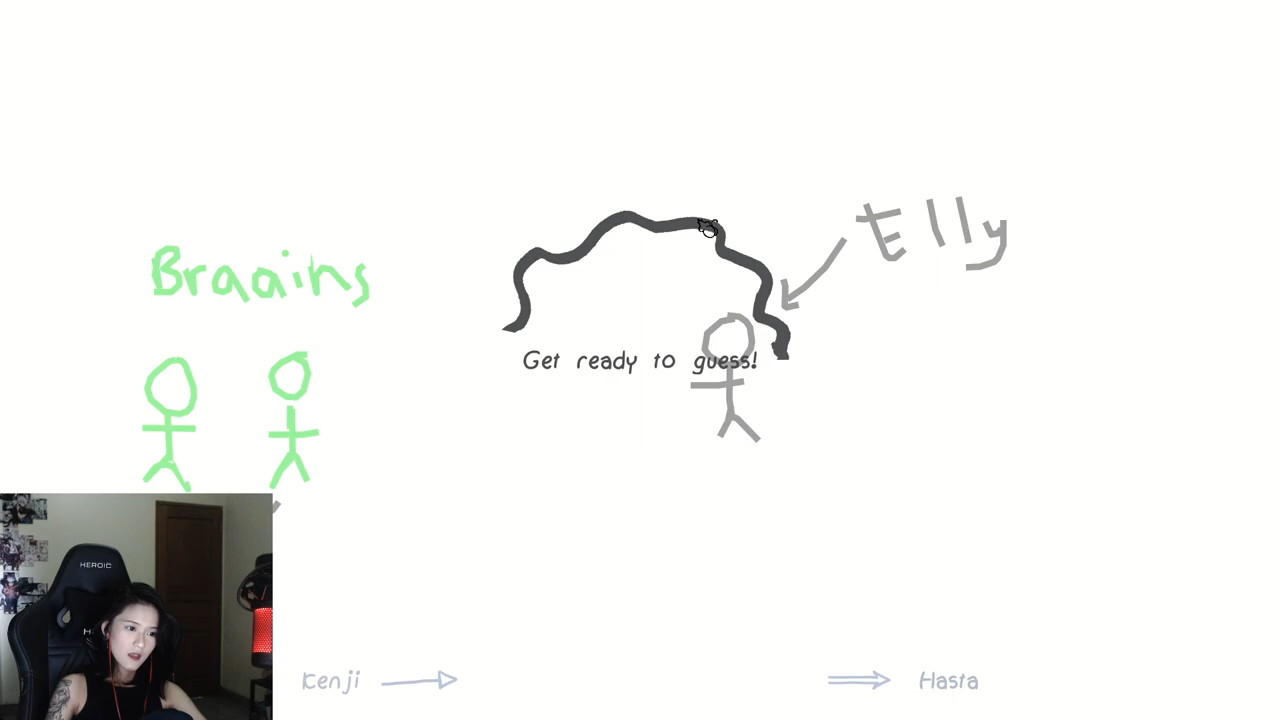 Elly
Braains
Get ready to guess!
HEROIC
Kenji
Hasta